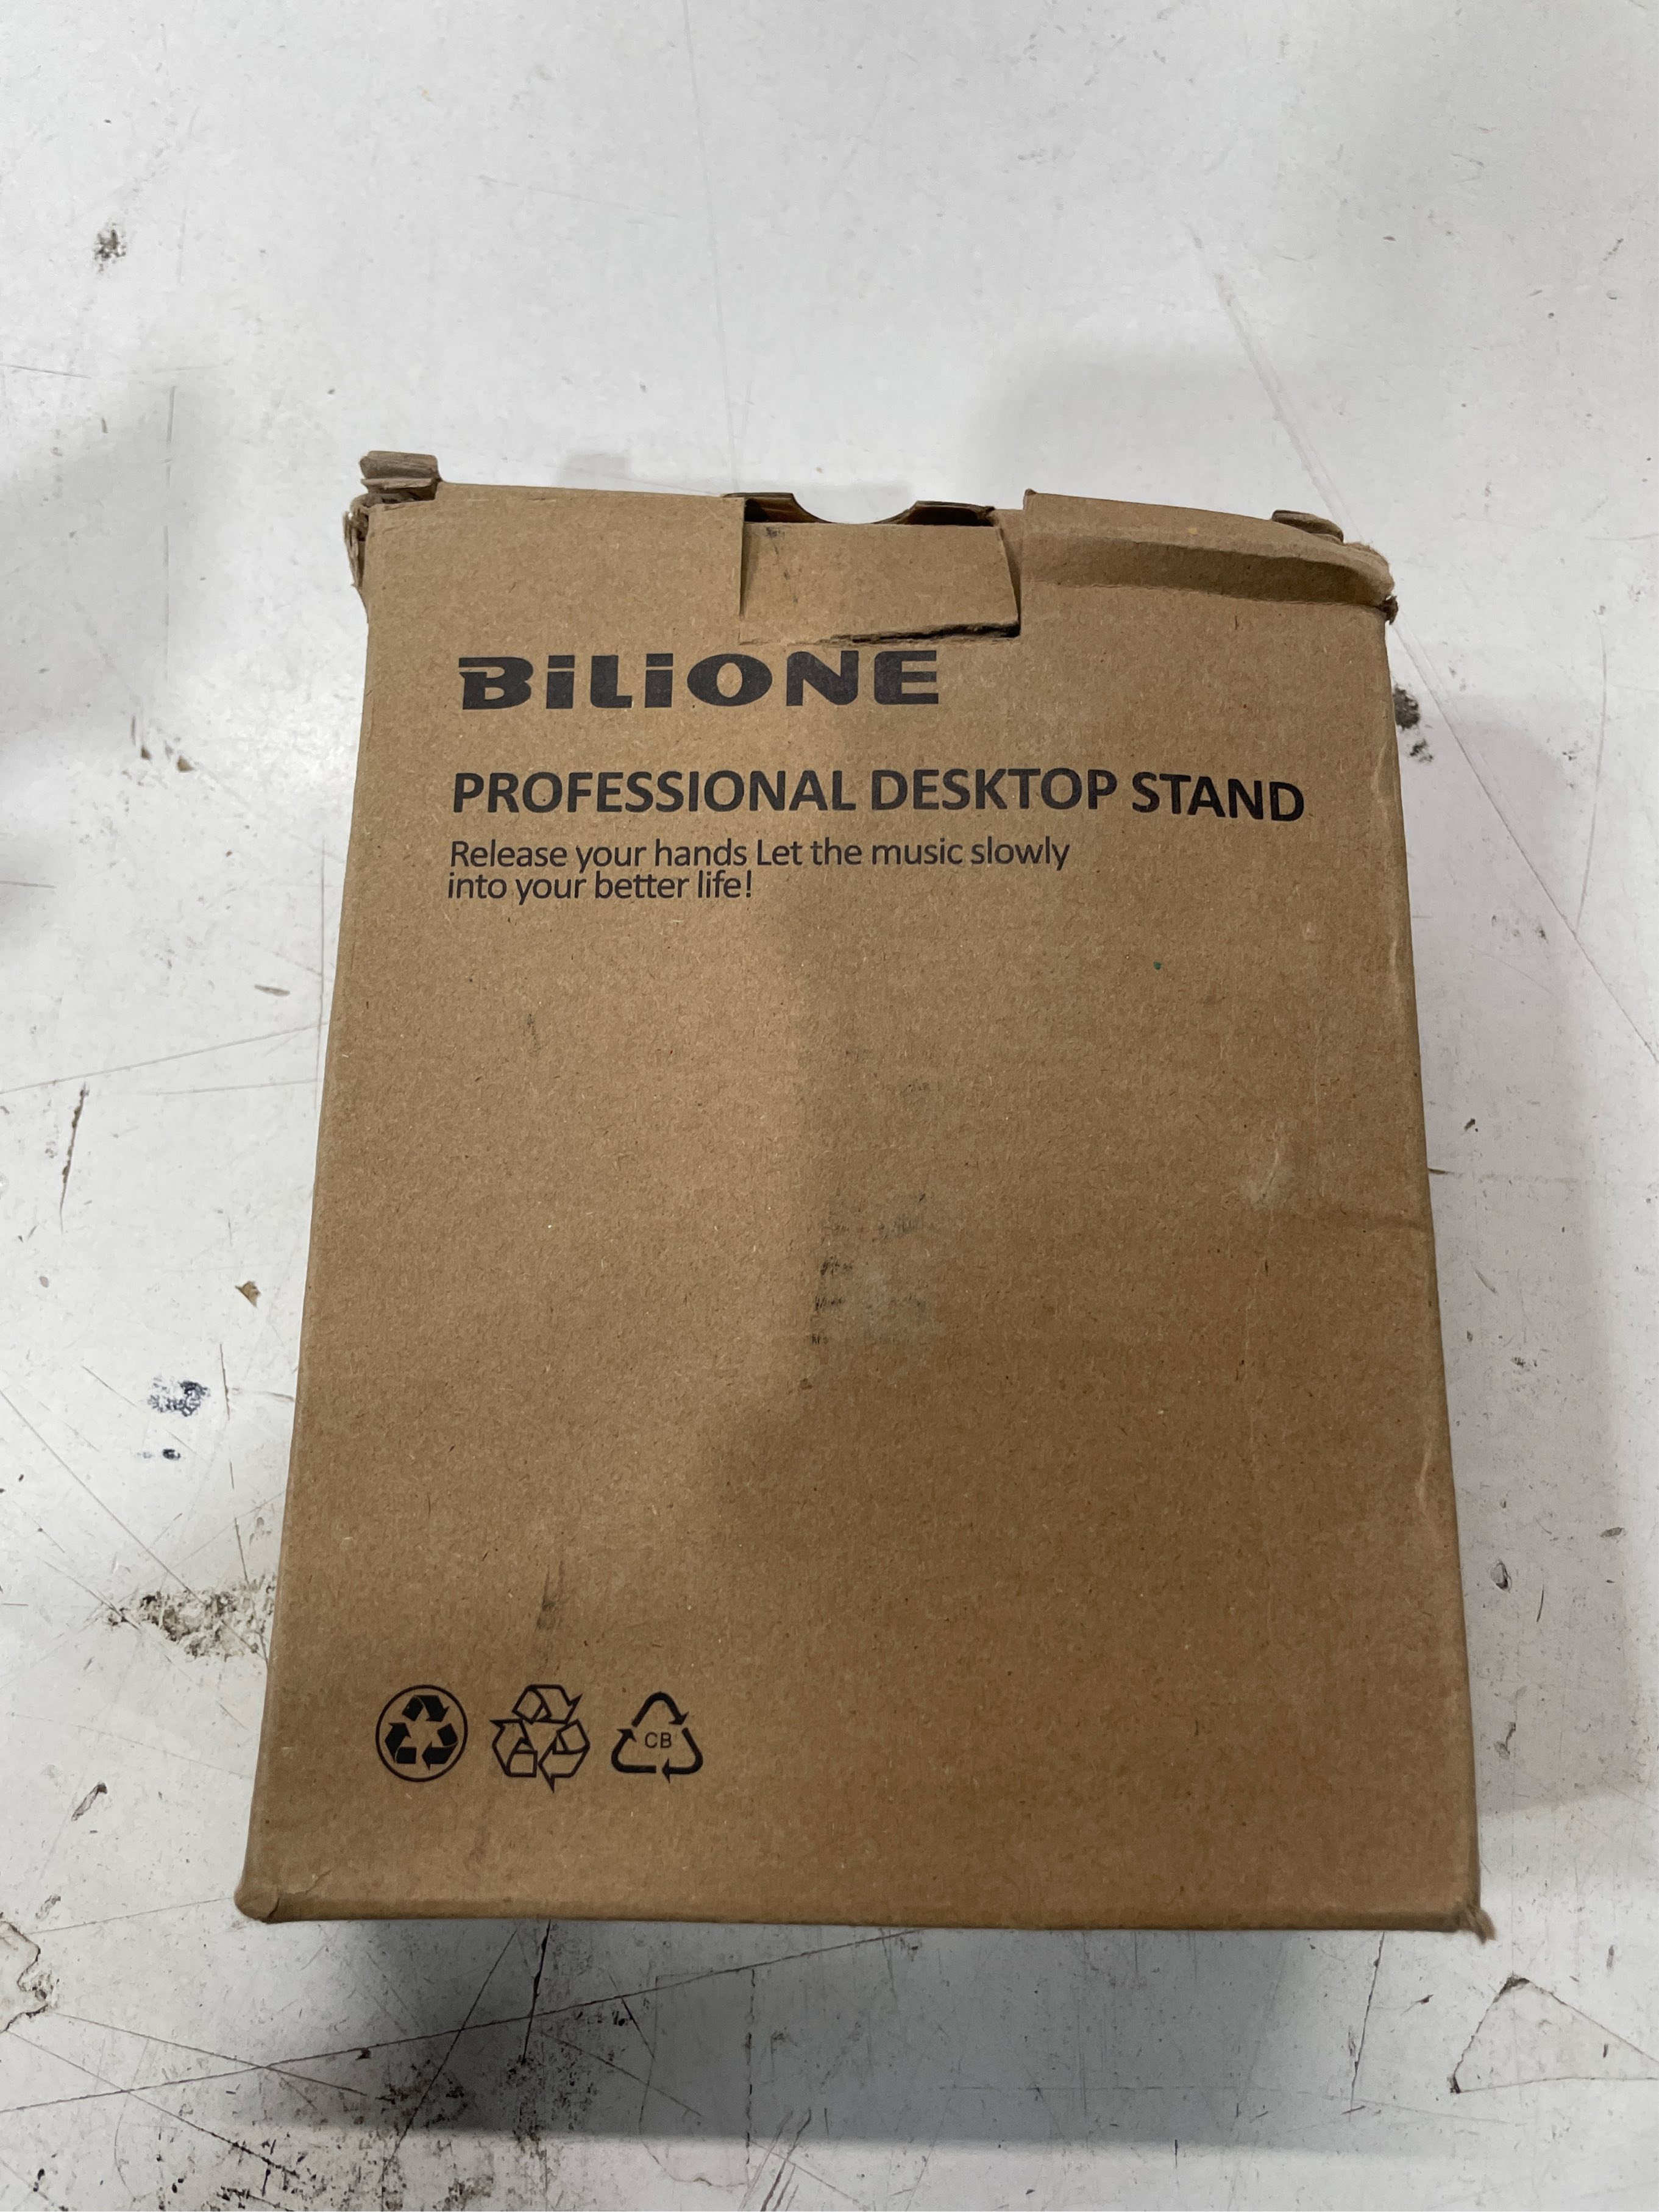 BiLiONE
PROFESSIONAL DESKTOP STAND
Release your hands Let the music slowly
into your better life!
CB